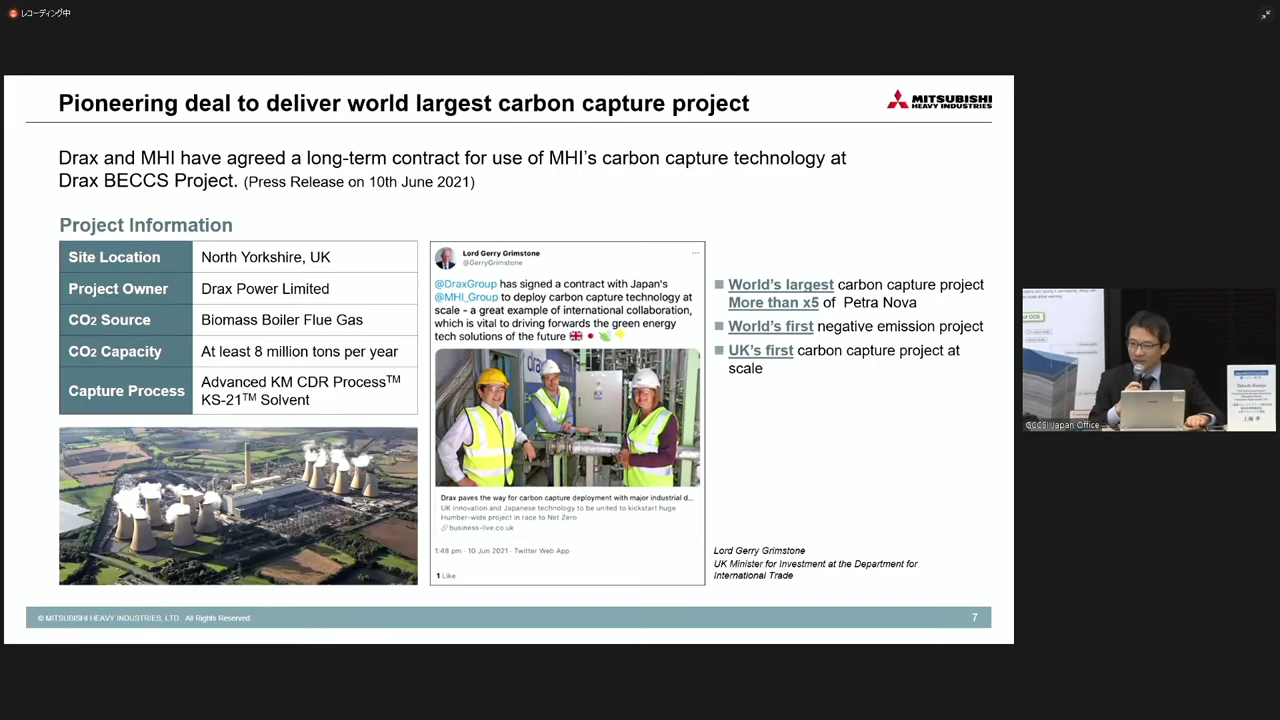 レコーディング中
Pioneering deal to deliver world largest carbon capture project
MITSUBISHI
HEAVY INDUSTRIES
Drax and MHI have agreed a long-term contract for use of MHI's carbon capture technology at
Drax BECCS Project. (Press Release on 10th June 2021)
Project Information
Site Location North Yorkshire, UK
Project Owner Drax Power Limited
CO2 Source Biomass Boiler Flue Gas
CO2 Capacity At least 8 million tons per year
Capture Process Advanced KM CDR Process™
KS-21™ Solvent
Lord Gerry Grimstone
@GerryGrimstone
@DraxGroup has signed a contract with Japan's
@MHI_Group to deploy carbon capture technology at
scale - a great example of international collaboration,
which is vital to driving forwards the green energy
tech solutions of the future
Drax paves the way for carbon capture deployment with major industrial d...
UK innovation and Japanese technology to be united to kickstart huge
Humber-wide project in race to Net Zero
business-live.co.uk
1:48 pm · 10 Jun 2021 · Twitter Web App
1 Like
World's largest carbon capture project
More than x5 of Petra Nova
World's first negative emission project
UK's first carbon capture project at
scale
Lord Gerry Grimstone
UK Minister for Investment at the Department for
International Trade
© MITSUBISHI HEAVY INDUSTRIES, LTD. All Rights Reserved.
7
GCCSI Japan Office